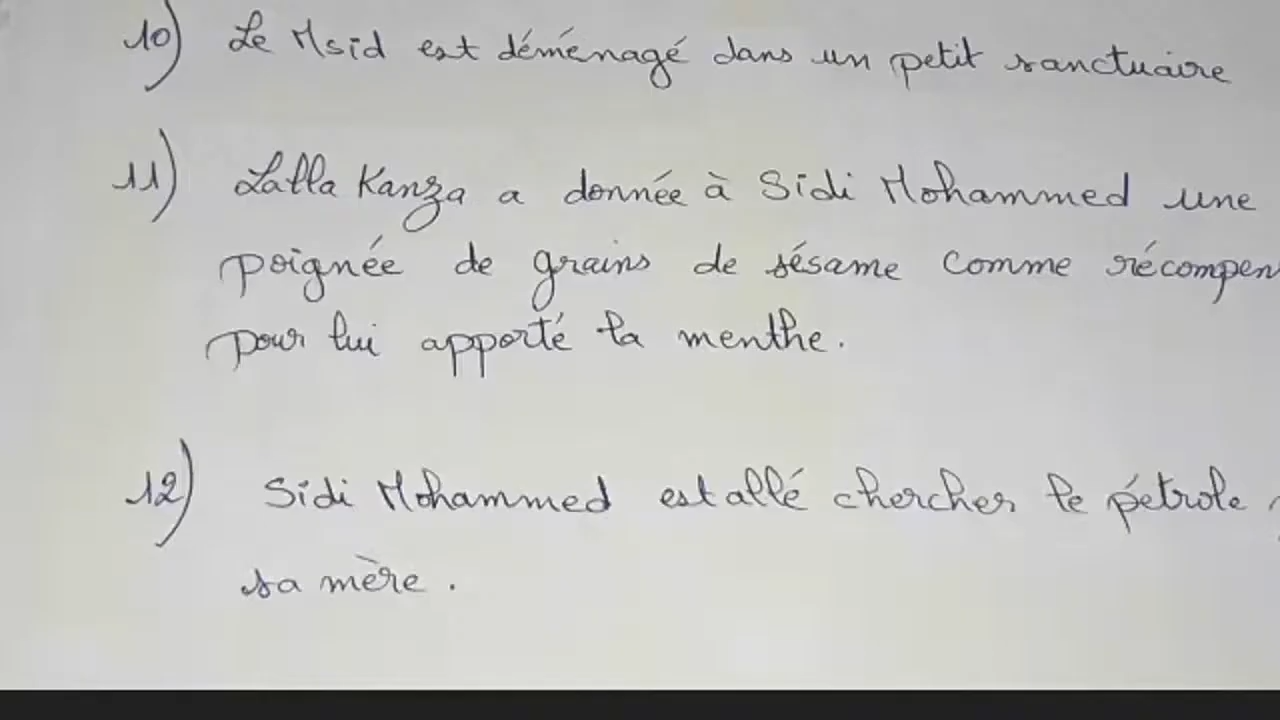 10) Le Msid est déménagé dans un petit sanctuaire
11) Lalla Kanza a donnée à Sidi Mohammed une
poignée de grains de sésame comme récompen
pour lui apporté la menthe.
12) Sidi Mohammed est allé chercher le pétrole
sa mère.